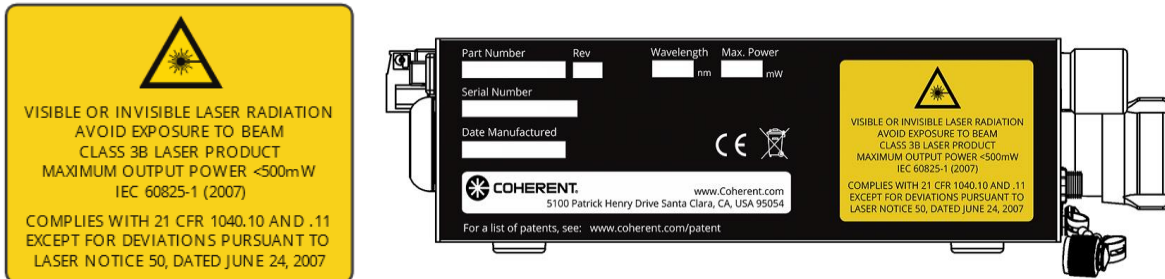 VISIBLE OR INVISIBLE LASER RADIATION
AVOID EXPOSURE TO BEAM
CLASS 3B LASER PRODUCT
MAXIMUM OUTPUT POWER <500mW
IEC 60825-1 (2007)
COMPLIES WITH 21 CFR 1040.10 AND .11
EXCEPT FOR DEVIATIONS PURSUANT TO
LASER NOTICE 50, DATED JUNE 24, 2007
Part Number Rev Wavelength Max. Power
nm mW
Serial Number
Date Manufactured
CE
COHERENT.
www.Coherent.com
5100 Patrick Henry Drive Santa Clara, CA, USA 95054
For a list of patents, see: www.coherent.com/patent
VISIBLE OR INVISIBLE LASER RADIATION
AVOID EXPOSURE TO BEAM
CLASS 3B LASER PRODUCT
MAXIMUM OUTPUT POWER <500mW
IEC 60825-1 (2007)
COMPLIES WITH 21 CFR 1040.10 AND .11
EXCEPT FOR DEVIATIONS PURSUANT TO
LASER NOTICE 50, DATED JUNE 24, 2007